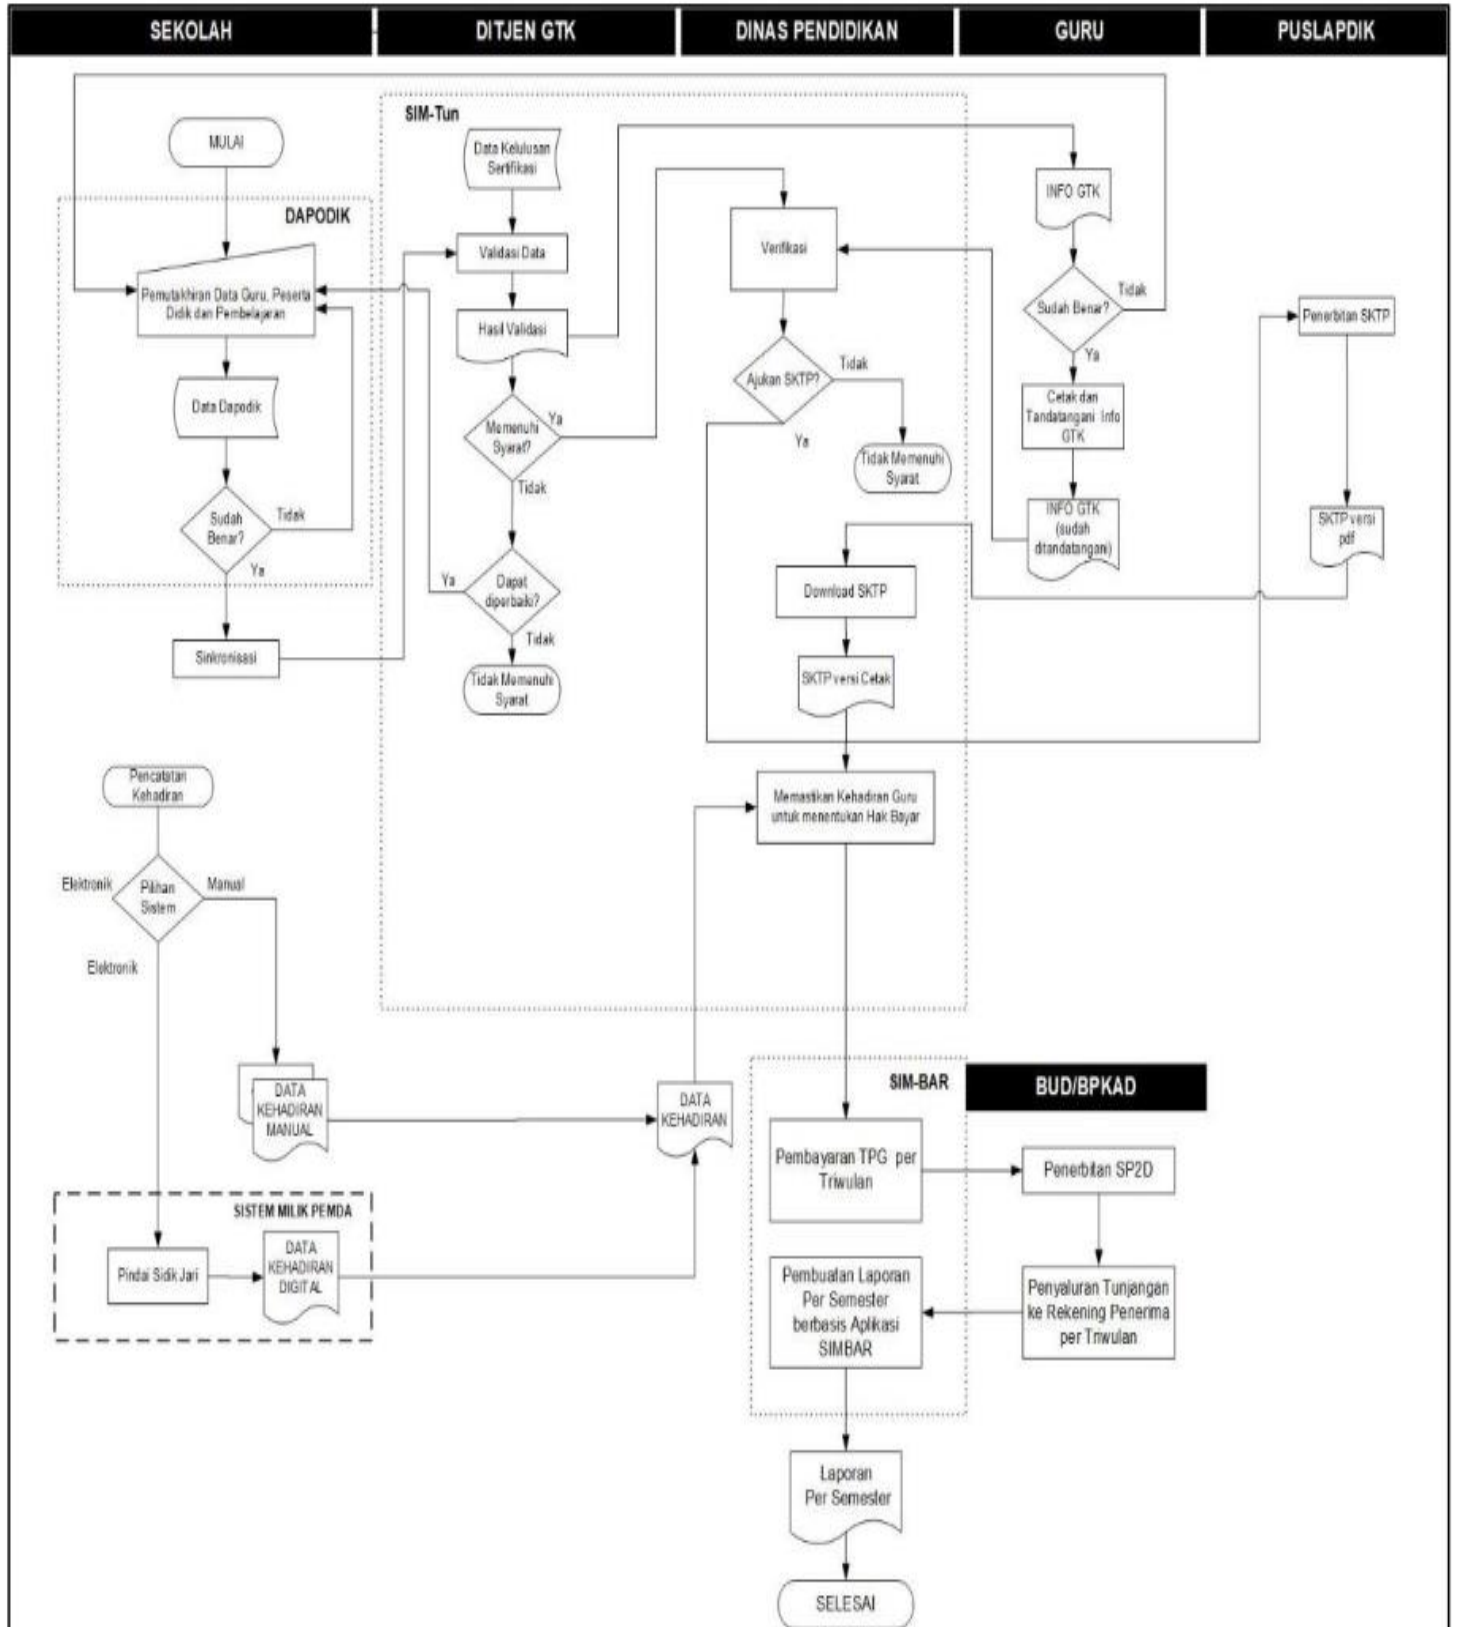 SEKOLAH
DITJEN GTK
DINAS PENDIDIKAN
GURU
PUSLAPDIK
SIM-Tun
MULAI
Data Kelulusan
Sertifikasi
INFO GTK
DAPODIK
Validasi Data
Verifikasi
Pemutakhiran Data Guru, Peserta
Didik dan Pembelajaran
Hasil Validasi
Sudah Benar?
Tidak
Ya
Penerbitan SKTP
Data Dapodik
Memenuhi
Syarat?
Ya
Tidak
Ajukan SKTP?
Tidak
Ya
Tidak Memenuhi
Syarat
Cetak dan
Tandatangani Info
GTK
INFO GTK
(sudah
ditandatangani)
SKTP versi
pdf
Sudah
Benar?
Tidak
Ya
Dapat
diperbaiki?
Ya
Tidak
Download SKTP
Sinkronisasi
Tidak Memenuhi
Syarat
SKTP versi Cetak
Pencatatan
Kehadiran
Memastikan Kehadiran Guru
untuk menentukan Hak Bayar
Elektronik
Pilihan
Sistem
Manual
Elektronik
DATA
KEHADIRAN
MANUAL
DATA
KEHADIRAN
SIM-BAR
BUD/BPKAD
Pembayaran TPG per
Triwulan
Penerbitan SP2D
SISTEM MILIK PEMDA
Pindai Sidik Jari
DATA
KEHADIRAN
DIGITAL
Pembuatan Laporan
Per Semester
berbasis Aplikasi
SIMBAR
Penyaluran Tunjangan
ke Rekening Penerima
per Triwulan
Laporan
Per Semester
SELESAI